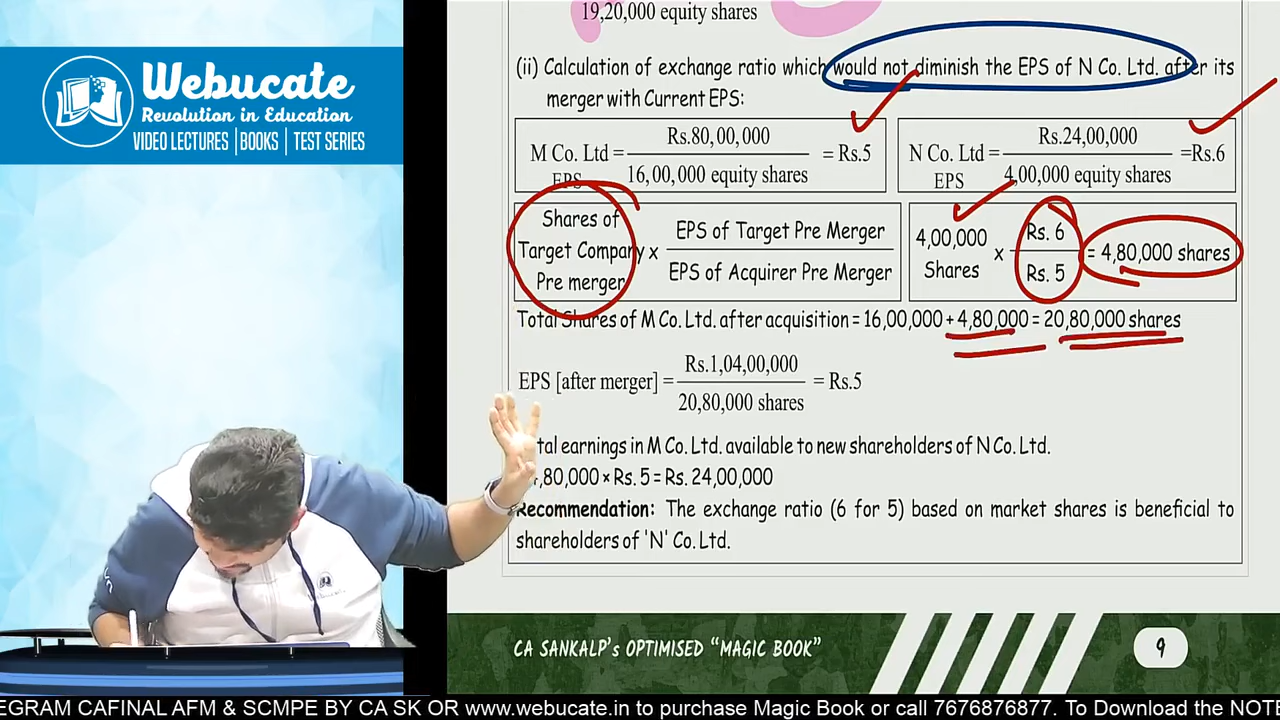 19,20,000 equity shares
Webucate
Revolution in Education
VIDEO LECTURES | BOOKS | TEST SERIES
(ii) Calculation of exchange ratio which would not diminish the EPS of N Co. Ltd. after its
merger with Current EPS:
M Co. Ltd EPS = Rs.80,00,000 / 16,00,000 equity shares = Rs.5
N Co. Ltd EPS = Rs.24,00,000 / 4,00,000 equity shares =Rs.6
Shares of Target Company Pre merger x EPS of Target Pre Merger / EPS of Acquirer Pre Merger
4,00,000 Shares x Rs. 6 / Rs. 5 = 4,80,000 shares
Total Shares of M Co. Ltd. after acquisition = 16,00,000 + 4,80,000 = 20,80,000 shares
EPS [after merger] = Rs.1,04,00,000 / 20,80,000 shares = Rs.5
tal earnings in M Co. Ltd. available to new shareholders of N Co. Ltd.
,80,000 × Rs. 5 = Rs. 24,00,000
Recommendation: The exchange ratio (6 for 5) based on market shares is beneficial to
shareholders of 'N' Co. Ltd.
CA SANKALP's OPTIMISED "MAGIC BOOK"
9
EGRAM CAFINAL AFM & SCMPE BY CA SK OR www.webucate.in to purchase Magic Book or call 7676876877. To Download the NOTE